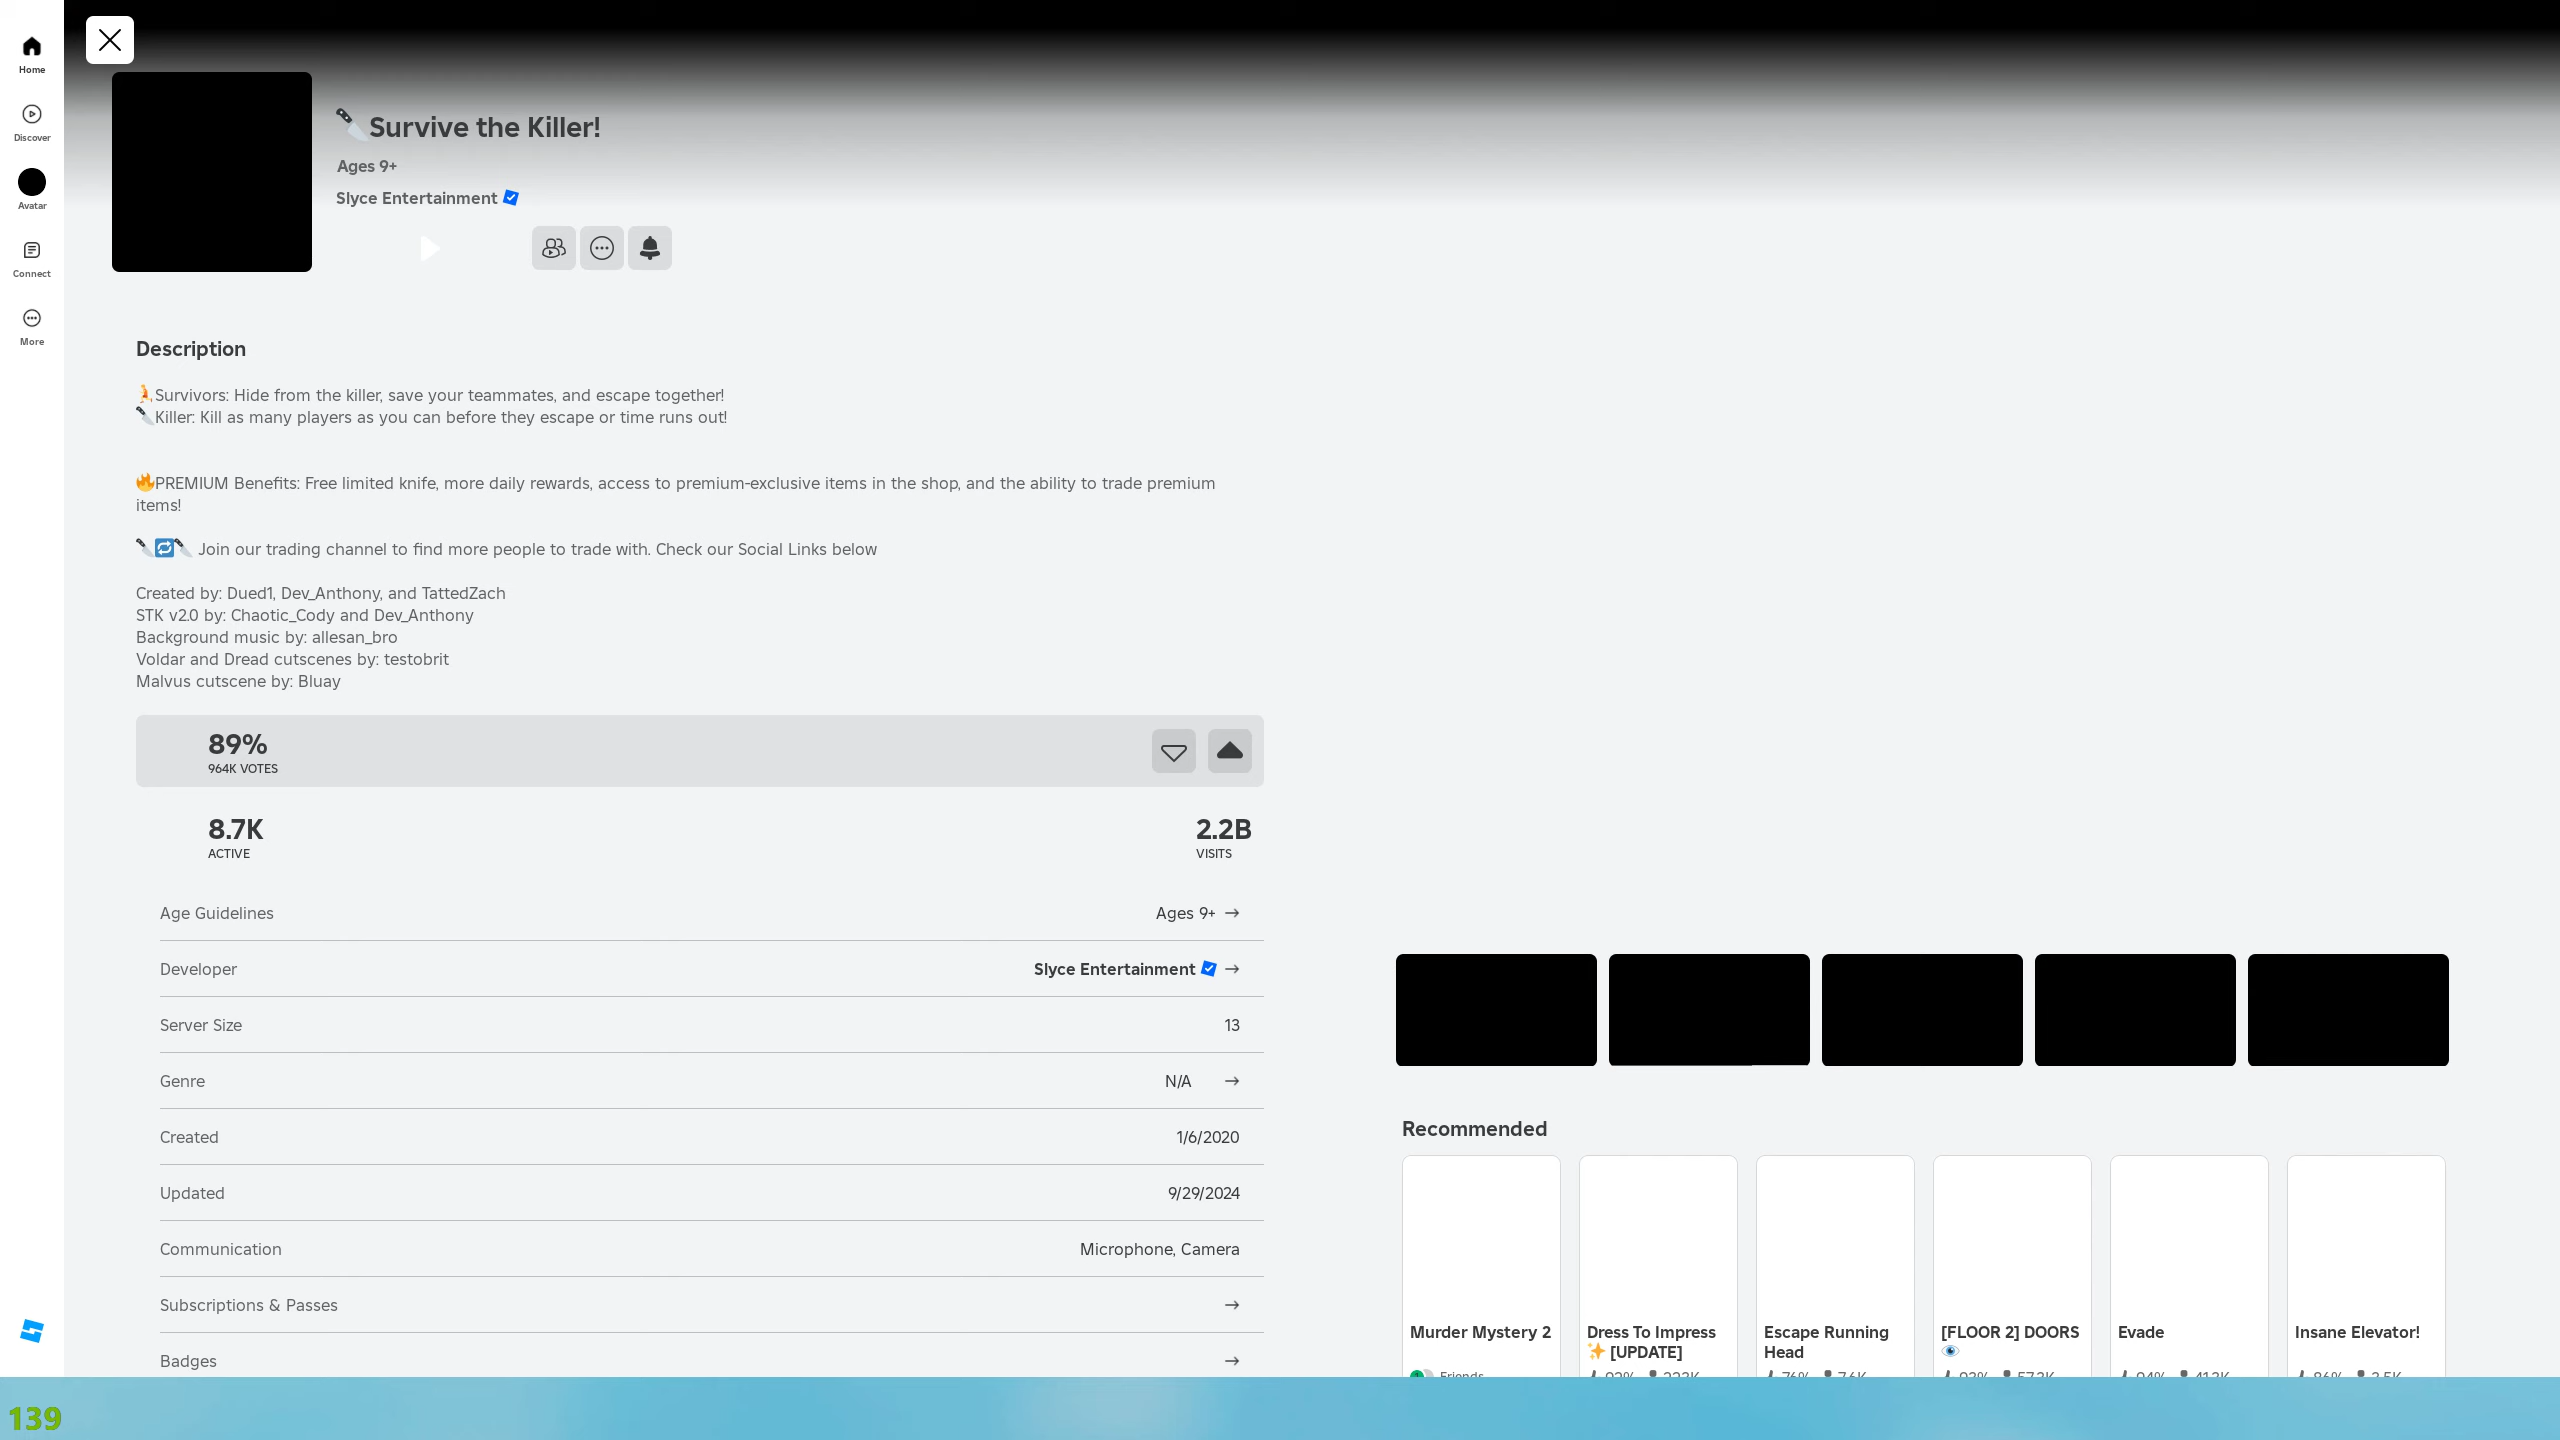 Home
Discover
Avatar
Connect
More
Survive the Killer!
Ages 9+
Slyce Entertainment
Description
Survivors: Hide from the killer, save your teammates, and escape together!
Killer: Kill as many players as you can before they escape or time runs out!
PREMIUM Benefits: Free limited knife, more daily rewards, access to premium-exclusive items in the shop, and the ability to trade premium
items!
Join our trading channel to find more people to trade with. Check our Social Links below
Created by: Dued1, Dev_Anthony, and TattedZach
STK v2.0 by: Chaotic_Cody and Dev_Anthony
Background music by: allesan_bro
Voldar and Dread cutscenes by: testobrit
Malvus cutscene by: Bluay
89%
964K VOTES
8.7K
ACTIVE
2.2B
VISITS
Age Guidelines
Ages 9+
Developer
Slyce Entertainment
Server Size
13
Genre
N/A
Created
1/6/2020
Updated
9/29/2024
Communication
Microphone, Camera
Subscriptions & Passes
Badges
Recommended
Murder Mystery 2
Dress To Impress
[UPDATE]
Escape Running
Head
[FLOOR 2] DOORS
Evade
Insane Elevator!
Friends
139